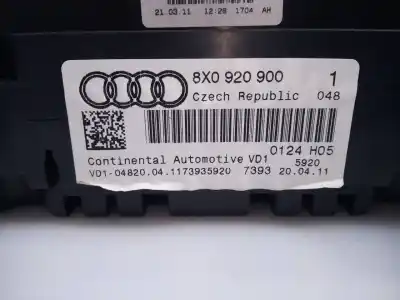 21.03.11 12:28 1704 AH
8X0 920 900 1
Czech Republic 048
0124 H05
Continental Automotive VD1 5920
VD1-04820.04.1173935920 7393 20.04.11